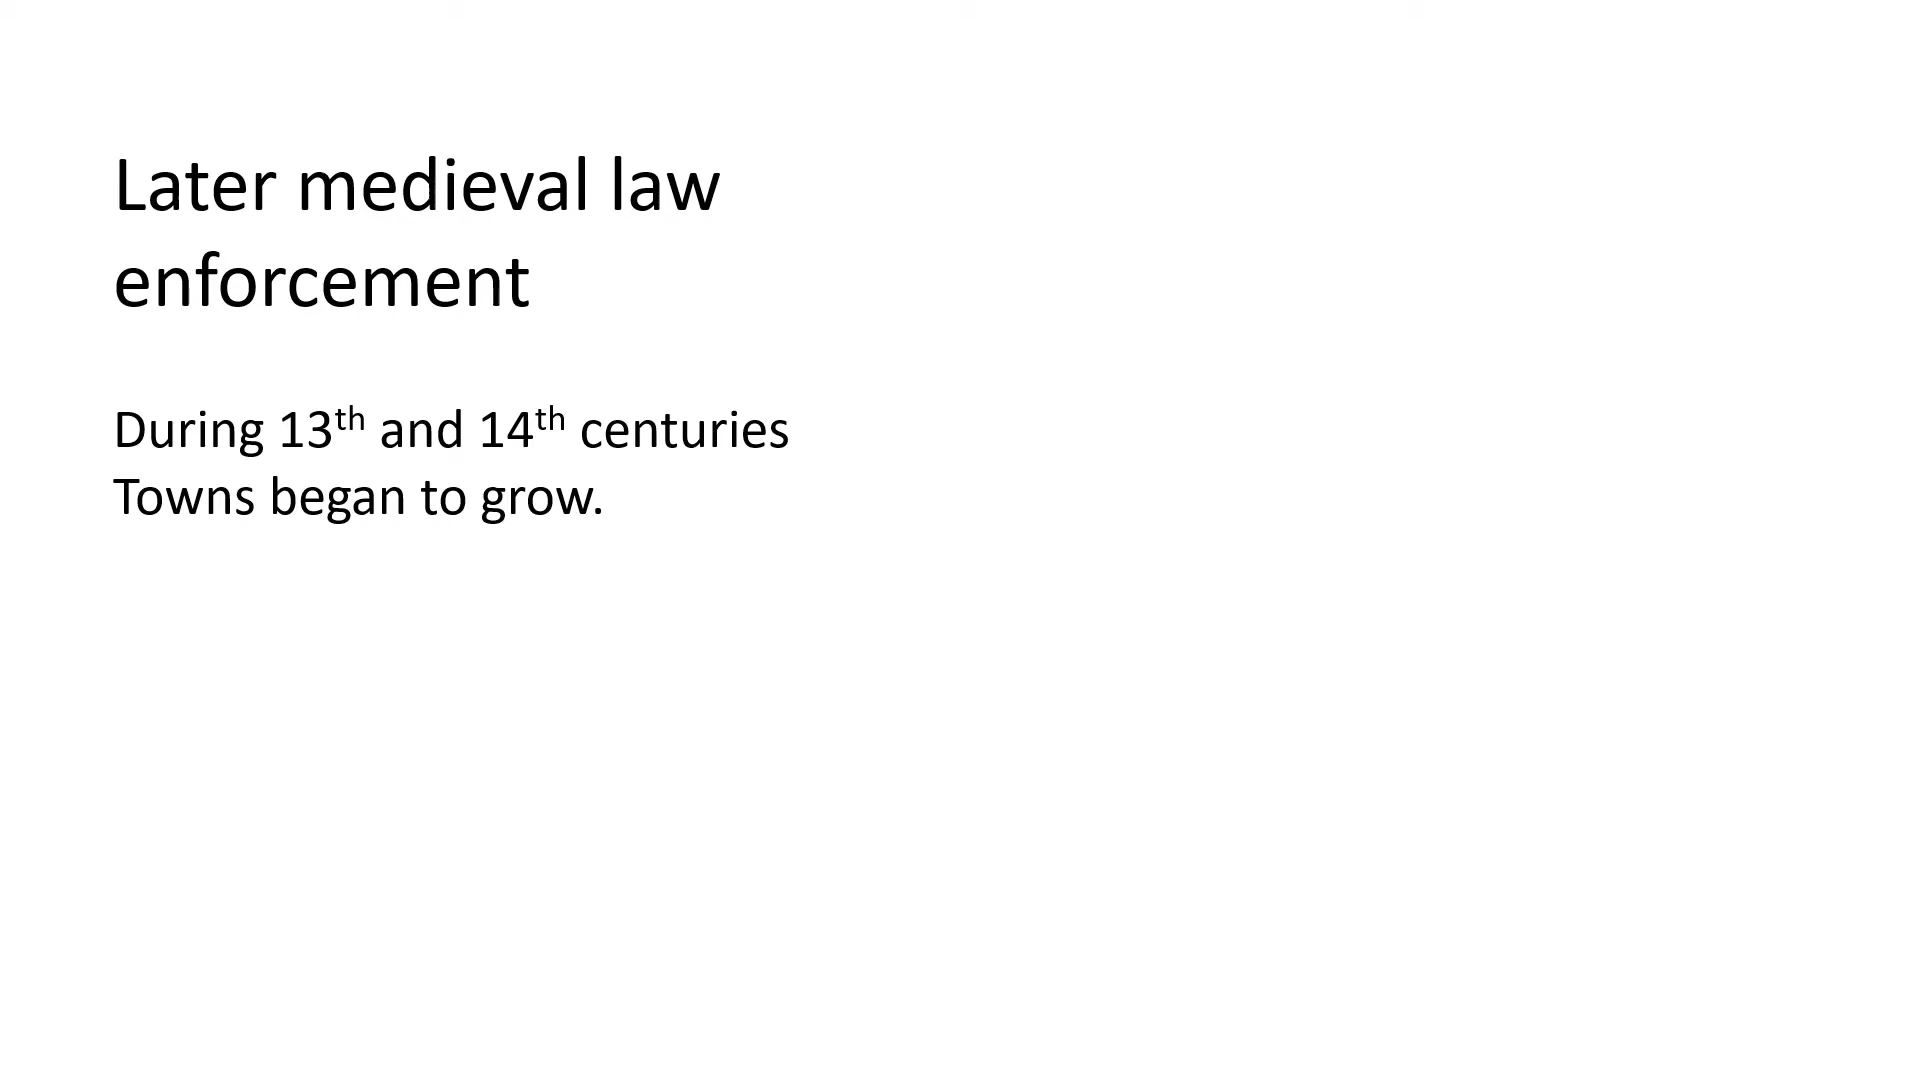 Later medieval law
enforcement
During 13th and 14th centuries
Towns began to grow.